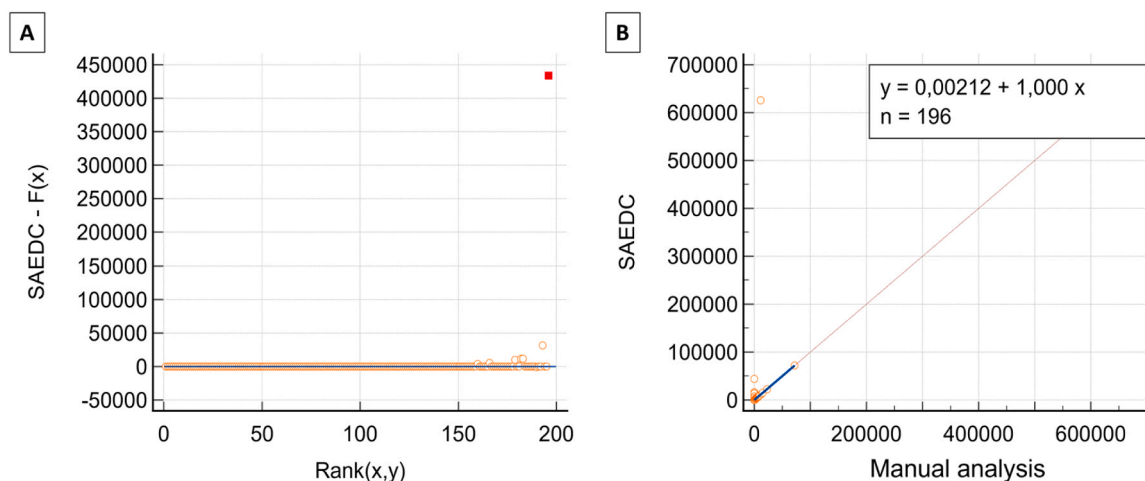 A
450000
400000
350000
300000
250000
200000
150000
100000
50000
0
-50000
SAEDC - F(x)
0 50 100 150 200
Rank(x,y)
B
700000
600000
500000
400000
300000
200000
100000
0
SAEDC
y = 0,00212 + 1,000 x
n = 196
0 200000 400000 600000
Manual analysis